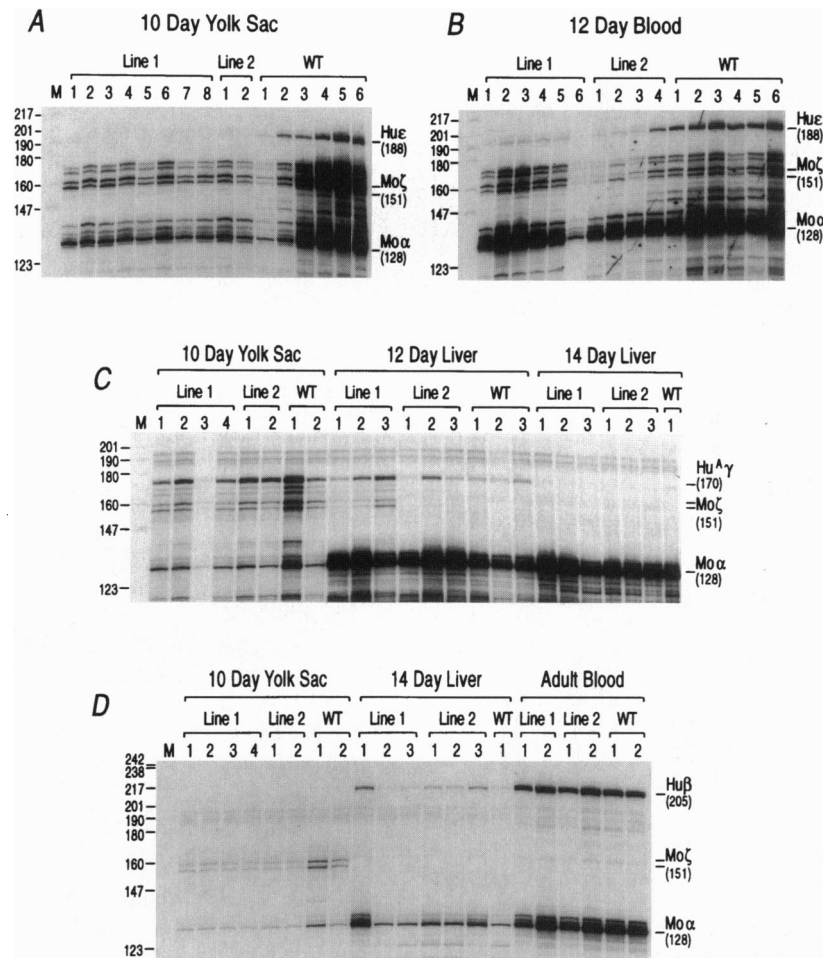 A 10 Day Yolk Sac
Line 1 Line 2 WT
M 1 2 3 4 5 6 7 8 1 2 1 2 3 4 5 6
217
201
190
180
160
147
123
Huε
(188)
Moζ
(151)
Moα
(128)
B 12 Day Blood
Line 1 Line 2 WT
M 1 2 3 4 5 6 1 2 3 4 1 2 3 4 5 6
217
201
190
180
160
147
123
Huε
(188)
Moζ
(151)
Moα
(128)
C 10 Day Yolk Sac 12 Day Liver 14 Day Liver
Line 1 Line 2 WT Line 1 Line 2 WT Line 1 Line 2 WT
M 1 2 3 4 1 2 1 2 1 2 3 1 2 3 1 2 3 1 2 3 1 2 3 1
201
190
180
160
147
123
Hu ᴬγ
(170)
Moζ
(151)
Moα
(128)
D 10 Day Yolk Sac 14 Day Liver Adult Blood
Line 1 Line 2 WT Line 1 Line 2 WT Line 1 Line 2 WT
M 1 2 3 4 1 2 1 2 1 2 3 1 2 3 1 1 2 1 2 1 2
242
238
217
201
190
180
160
147
123
Huβ
(205)
Moζ
(151)
Moα
(128)